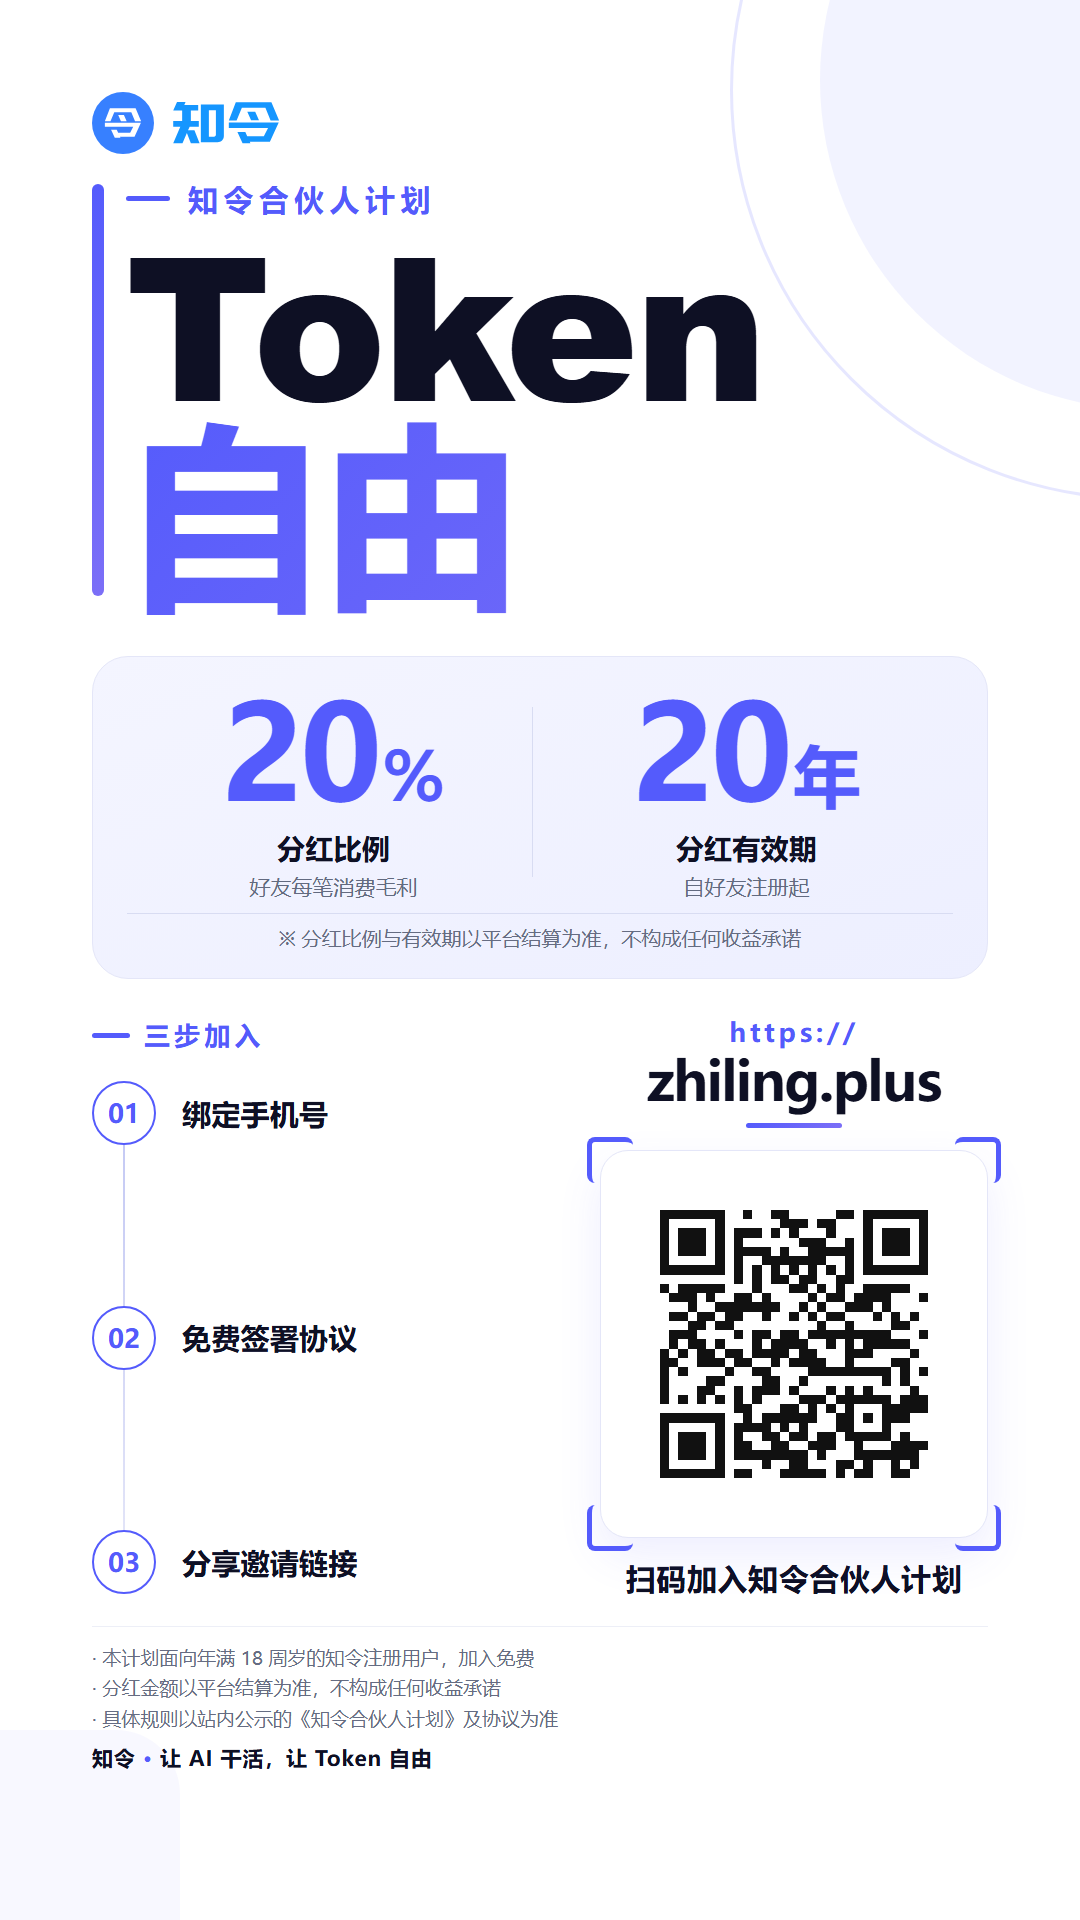 知令
知令合伙人计划
Token
自由
20%
分红比例
好友每笔消费毛利
20年
分红有效期
自好友注册起
※ 分红比例与有效期以平台结算为准，不构成任何收益承诺
三步加入
01 绑定手机号
02 免费签署协议
03 分享邀请链接
https://
zhiling.plus
扫码加入知令合伙人计划
· 本计划面向年满 18 周岁的知令注册用户，加入免费
· 分红金额以平台结算为准，不构成任何收益承诺
· 具体规则以站内公示的《知令合伙人计划》及协议为准
知令 • 让 AI 干活，让 Token 自由